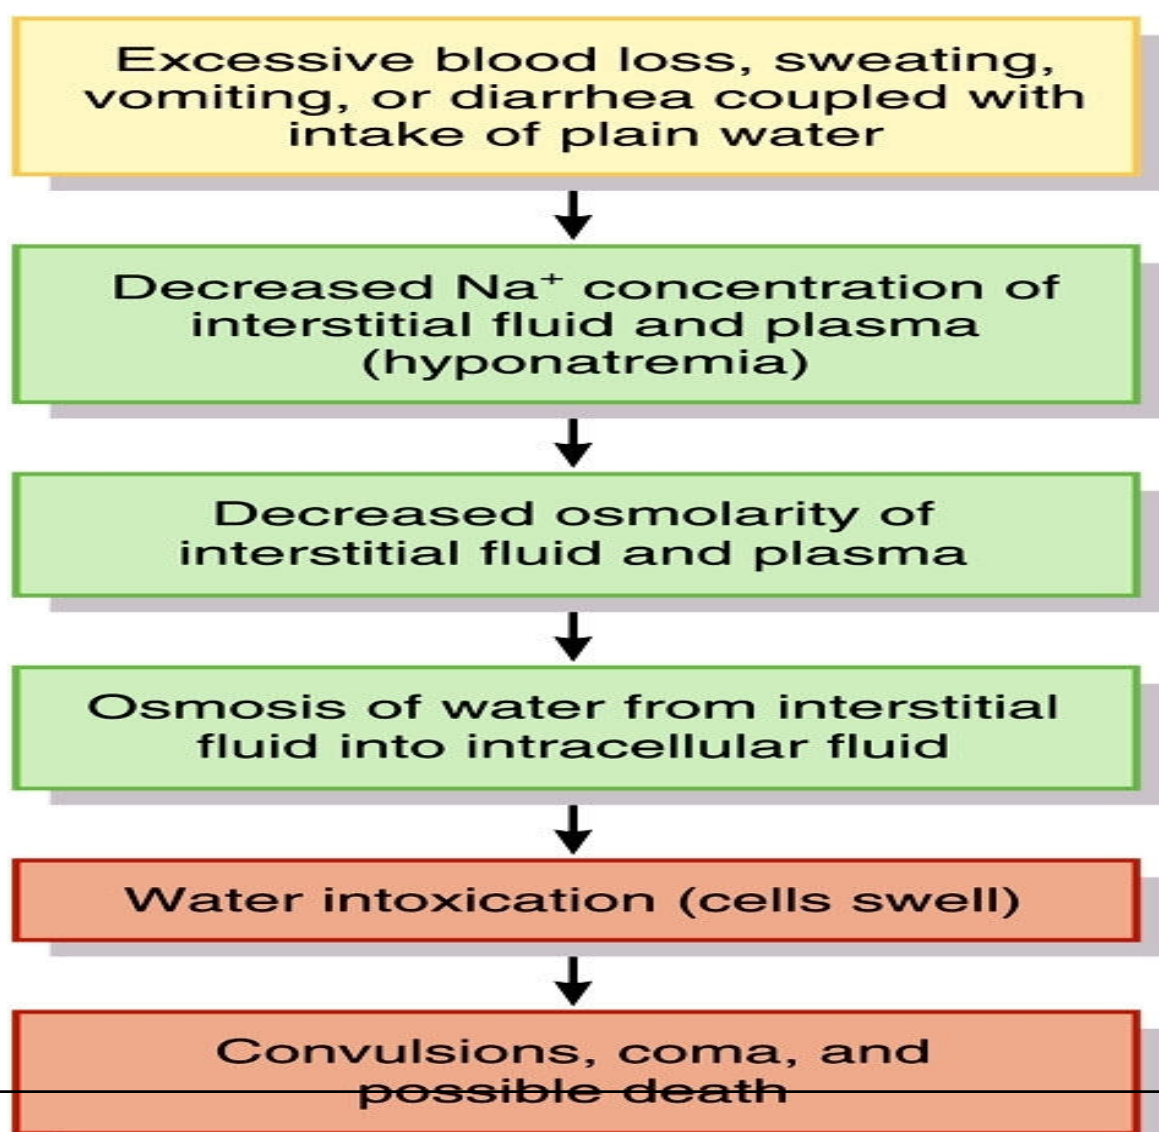 Excessive blood loss, sweating,
vomiting, or diarrhea coupled with
intake of plain water
Decreased Na⁺ concentration of
interstitial fluid and plasma
(hyponatremia)
Decreased osmolarity of
interstitial fluid and plasma
Osmosis of water from interstitial
fluid into intracellular fluid
Water intoxication (cells swell)
Convulsions, coma, and
possible death